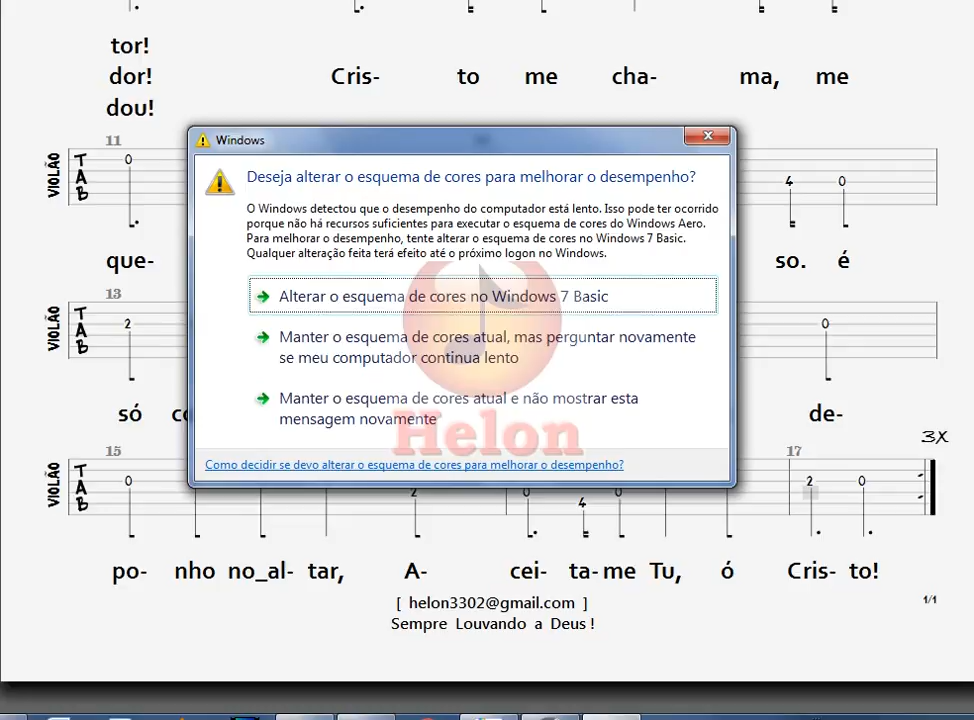 tor!
dor! Cris- to me cha- ma, me
dou!
11
VIOLÃO TAB 0 4 0
que- so. é
13
VIOLÃO TAB 2 0
só de-
3X
15 17
VIOLÃO TAB 0 2 0 4 0 2 0
po- nho no_al- tar, A- cei- ta- me Tu, ó Cris- to!
[ helon3302@gmail.com ]
1/1
Sempre Louvando a Deus !
Windows
Deseja alterar o esquema de cores para melhorar o desempenho?
O Windows detectou que o desempenho do computador está lento. Isso pode ter ocorrido
porque não há recursos suficientes para executar o esquema de cores do Windows Aero.
Para melhorar o desempenho, tente alterar o esquema de cores no Windows 7 Basic.
Qualquer alteração feita terá efeito até o próximo logon no Windows.
Alterar o esquema de cores no Windows 7 Basic
Manter o esquema de cores atual, mas perguntar novamente
se meu computador continua lento
Manter o esquema de cores atual e não mostrar esta
mensagem novamente
Helon
Como decidir se devo alterar o esquema de cores para melhorar o desempenho?